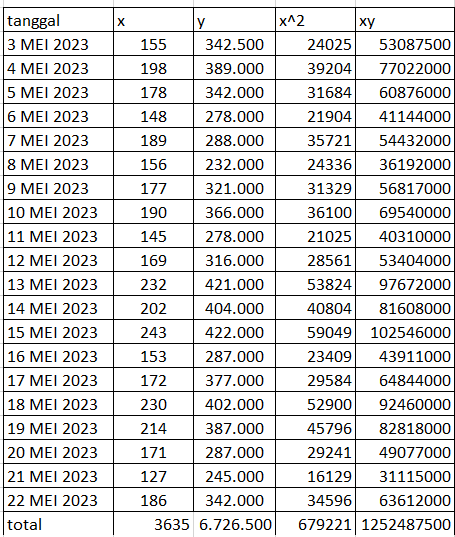 tanggal x y x^2 xy
3 MEI 2023 155 342.500 24025 53087500
4 MEI 2023 198 389.000 39204 77022000
5 MEI 2023 178 342.000 31684 60876000
6 MEI 2023 148 278.000 21904 41144000
7 MEI 2023 189 288.000 35721 54432000
8 MEI 2023 156 232.000 24336 36192000
9 MEI 2023 177 321.000 31329 56817000
10 MEI 2023 190 366.000 36100 69540000
11 MEI 2023 145 278.000 21025 40310000
12 MEI 2023 169 316.000 28561 53404000
13 MEI 2023 232 421.000 53824 97672000
14 MEI 2023 202 404.000 40804 81608000
15 MEI 2023 243 422.000 59049 102546000
16 MEI 2023 153 287.000 23409 43911000
17 MEI 2023 172 377.000 29584 64844000
18 MEI 2023 230 402.000 52900 92460000
19 MEI 2023 214 387.000 45796 82818000
20 MEI 2023 171 287.000 29241 49077000
21 MEI 2023 127 245.000 16129 31115000
22 MEI 2023 186 342.000 34596 63612000
total 3635 6.726.500 679221 1252487500